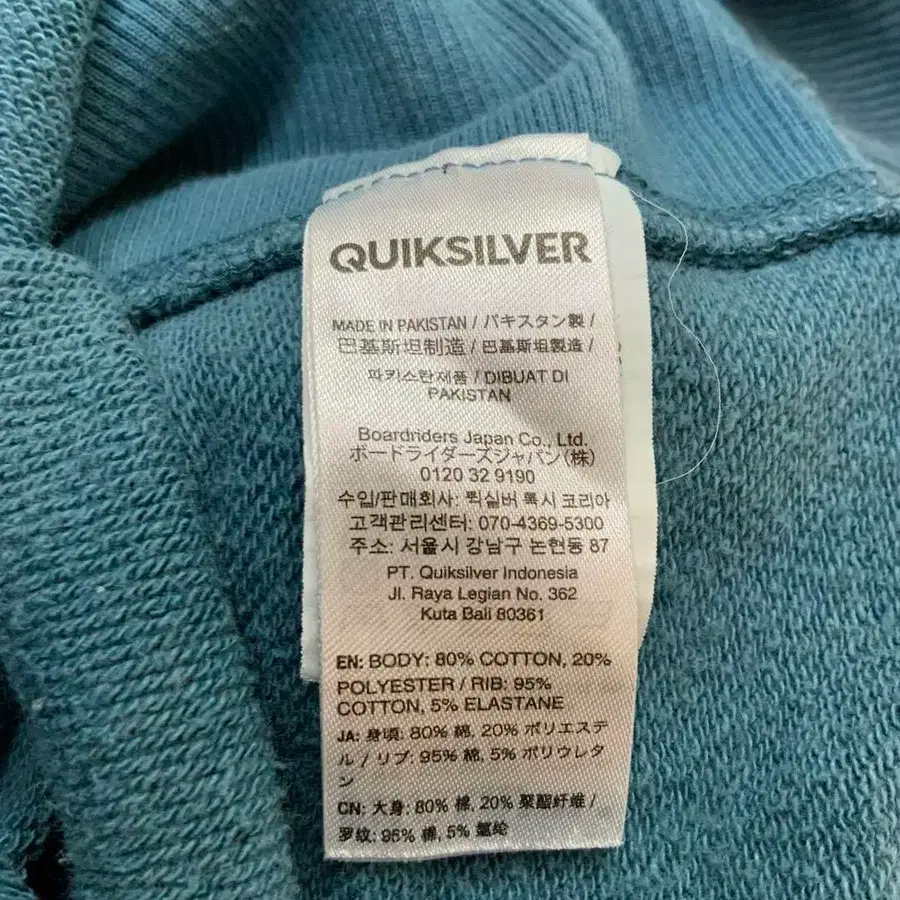 QUIKSILVER
MADE IN PAKISTAN / パキスタン製 /
巴基斯坦制造 / 巴基斯坦製造 /
파키스탄제품 / DIBUAT DI
PAKISTAN
Boardriders Japan Co., Ltd.
ボードライダーズジャパン(株)
0120 32 9190
수입/판매회사: 퀵실버 록시 코리아
고객관리센터: 070-4369-5300
주소: 서울시 강남구 논현동 87
PT. Quiksilver Indonesia
Jl. Raya Legian No. 362
Kuta Bali 80361
EN: BODY: 80% COTTON, 20%
POLYESTER / RIB: 95%
COTTON, 5% ELASTANE
JA: 身頃: 80% 綿, 20% ポリエステ
ル / リブ: 95% 綿, 5% ポリウレタ
ン
CN: 大身: 80% 棉, 20% 聚酯纤维 /
罗纹: 95% 棉, 5% 氨纶